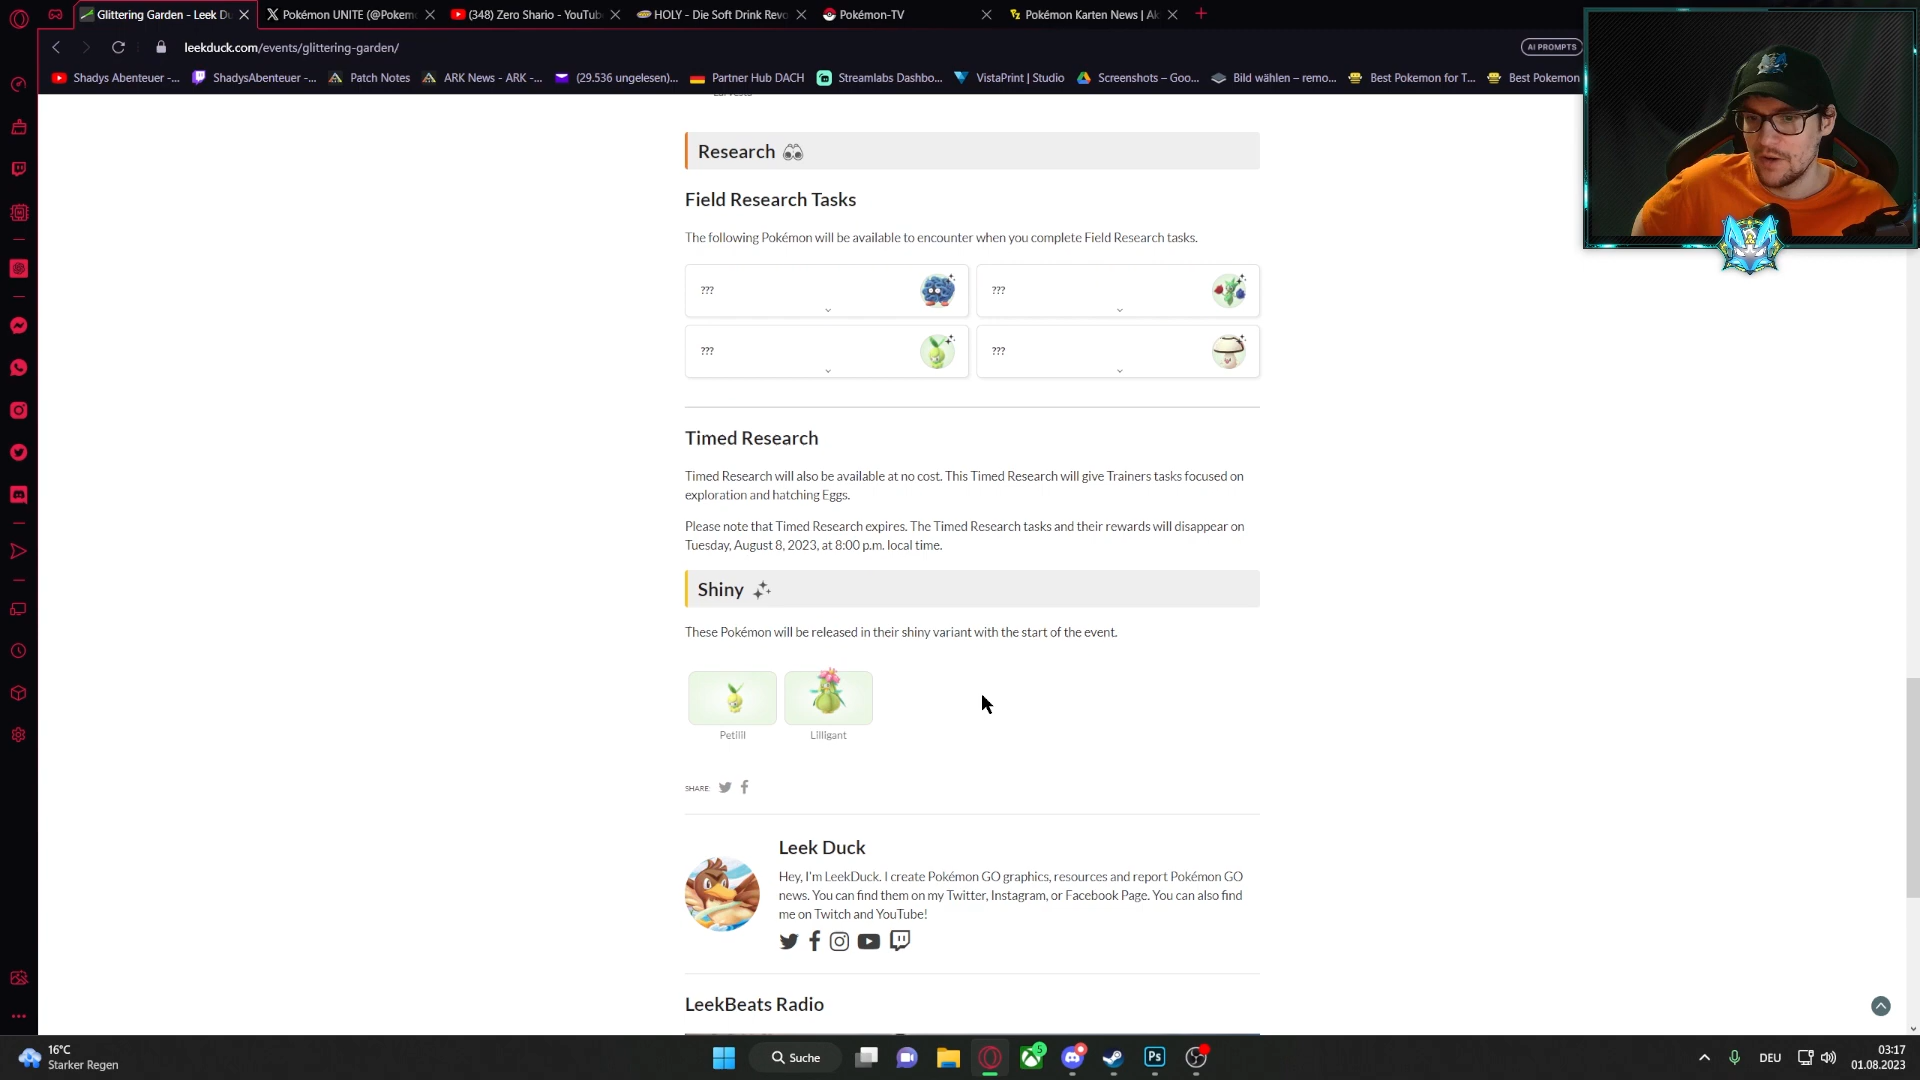 Glittering Garden - Leek Du
Pokémon UNITE (@Pokem
(348) Zero Shario - YouTub
HOLY - Die Soft Drink Revo
Pokémon-TV
Pokémon Karten News | Ak
leekduck.com/events/glittering-garden/
AI PROMPTS
Shadys Abenteuer -...
ShadysAbenteuer -...
Patch Notes
ARK News - ARK -...
(29.536 ungelesen)...
Partner Hub DACH
Streamlabs Dashbo...
VistaPrint | Studio
Screenshots – Goo...
Bild wählen – remo...
Best Pokemon for T...
Best Pokemon
Research
Field Research Tasks
The following Pokémon will be available to encounter when you complete Field Research tasks.
???
???
???
???
Timed Research
Timed Research will also be available at no cost. This Timed Research will give Trainers tasks focused on
exploration and hatching Eggs.
Please note that Timed Research expires. The Timed Research tasks and their rewards will disappear on
Tuesday, August 8, 2023, at 8:00 p.m. local time.
Shiny
These Pokémon will be released in their shiny variant with the start of the event.
Petilil
Lilligant
SHARE:
Leek Duck
Hey, I'm LeekDuck. I create Pokémon GO graphics, resources and report Pokémon GO
news. You can find them on my Twitter, Instagram, or Facebook Page. You can also find
me on Twitch and YouTube!
LeekBeats Radio
16°C
Starker Regen
Suche
5
Ps
DEU
03:17
01.08.2023